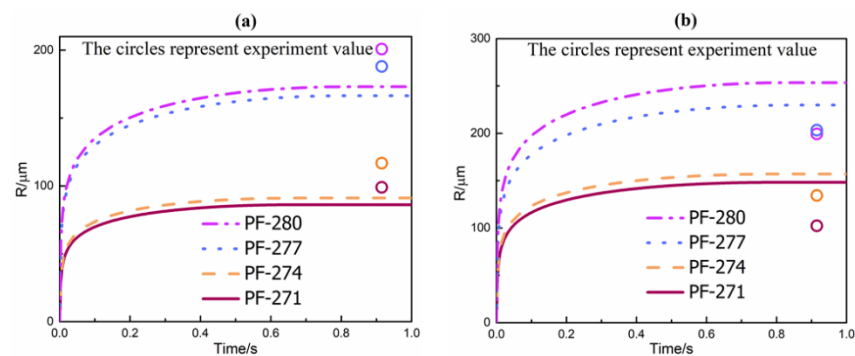 (a)
The circles represent experiment value
200
100
0
R/μm
PF-280
PF-277
PF-274
PF-271
0.0 0.2 0.4 0.6 0.8 1.0
Time/s
(b)
The circles represent experiment value
300
250
200
150
100
50
0
R/μm
PF-280
PF-277
PF-274
PF-271
0.0 0.2 0.4 0.6 0.8 1.0
Time/s